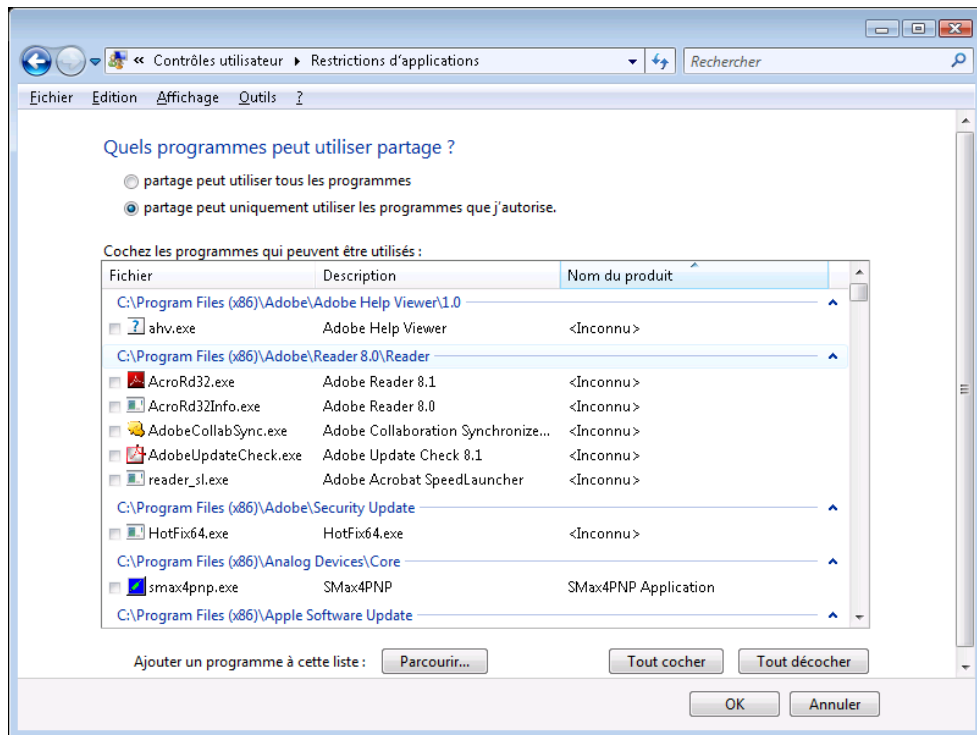 « Contrôles utilisateur Restrictions d'applications Rechercher
Fichier Edition Affichage Outils ?
Quels programmes peut utiliser partage ?
partage peut utiliser tous les programmes
partage peut uniquement utiliser les programmes que j'autorise.
Cochez les programmes qui peuvent être utilisés :
Fichier Description Nom du produit
C:\Program Files (x86)\Adobe\Adobe Help Viewer\1.0
ahv.exe Adobe Help Viewer <Inconnu>
C:\Program Files (x86)\Adobe\Reader 8.0\Reader
AcroRd32.exe Adobe Reader 8.1 <Inconnu>
AcroRd32Info.exe Adobe Reader 8.0 <Inconnu>
AdobeCollabSync.exe Adobe Collaboration Synchronize... <Inconnu>
AdobeUpdateCheck.exe Adobe Update Check 8.1 <Inconnu>
reader_sl.exe Adobe Acrobat SpeedLauncher <Inconnu>
C:\Program Files (x86)\Adobe\Security Update
HotFix64.exe HotFix64.exe <Inconnu>
C:\Program Files (x86)\Analog Devices\Core
smax4pnp.exe SMax4PNP SMax4PNP Application
C:\Program Files (x86)\Apple Software Update
Ajouter un programme à cette liste : Parcourir... Tout cocher Tout décocher
OK Annuler